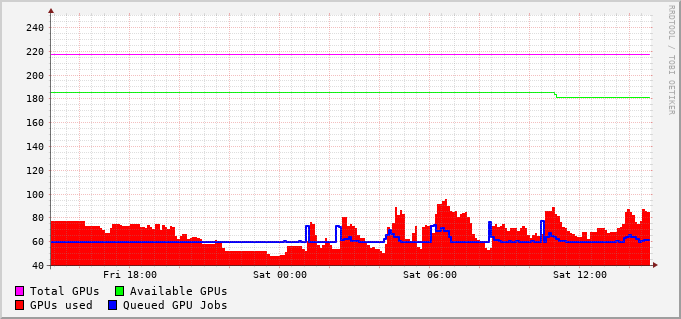 RRDTOOL / TOBI OETIKER
240
220
200
180
160
140
120
100
80
60
40
Fri 18:00 Sat 00:00 Sat 06:00 Sat 12:00
Total GPUs Available GPUs
GPUs used Queued GPU Jobs